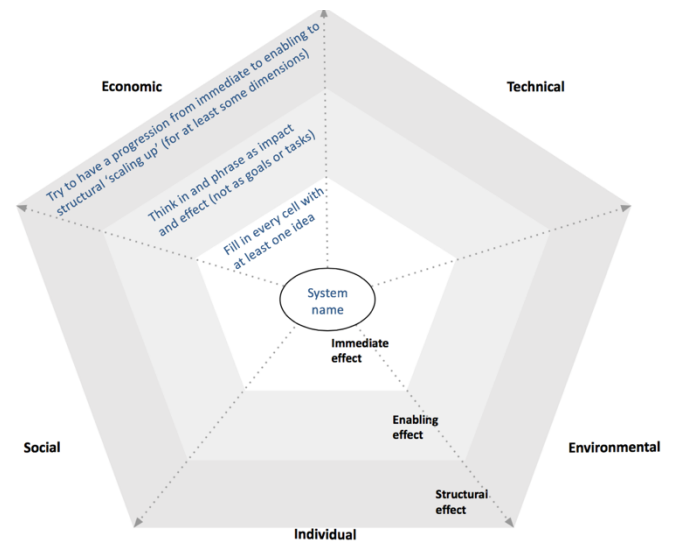 Economic
Technical
Try to have a progression from immediate to enabling to
structural ‘scaling up’ (for at least some dimensions)
Think in and phrase as impact
and effect (not as goals or tasks)
Fill in every cell with
at least one idea
System
name
Immediate
effect
Enabling
effect
Social
Environmental
Structural
effect
Individual